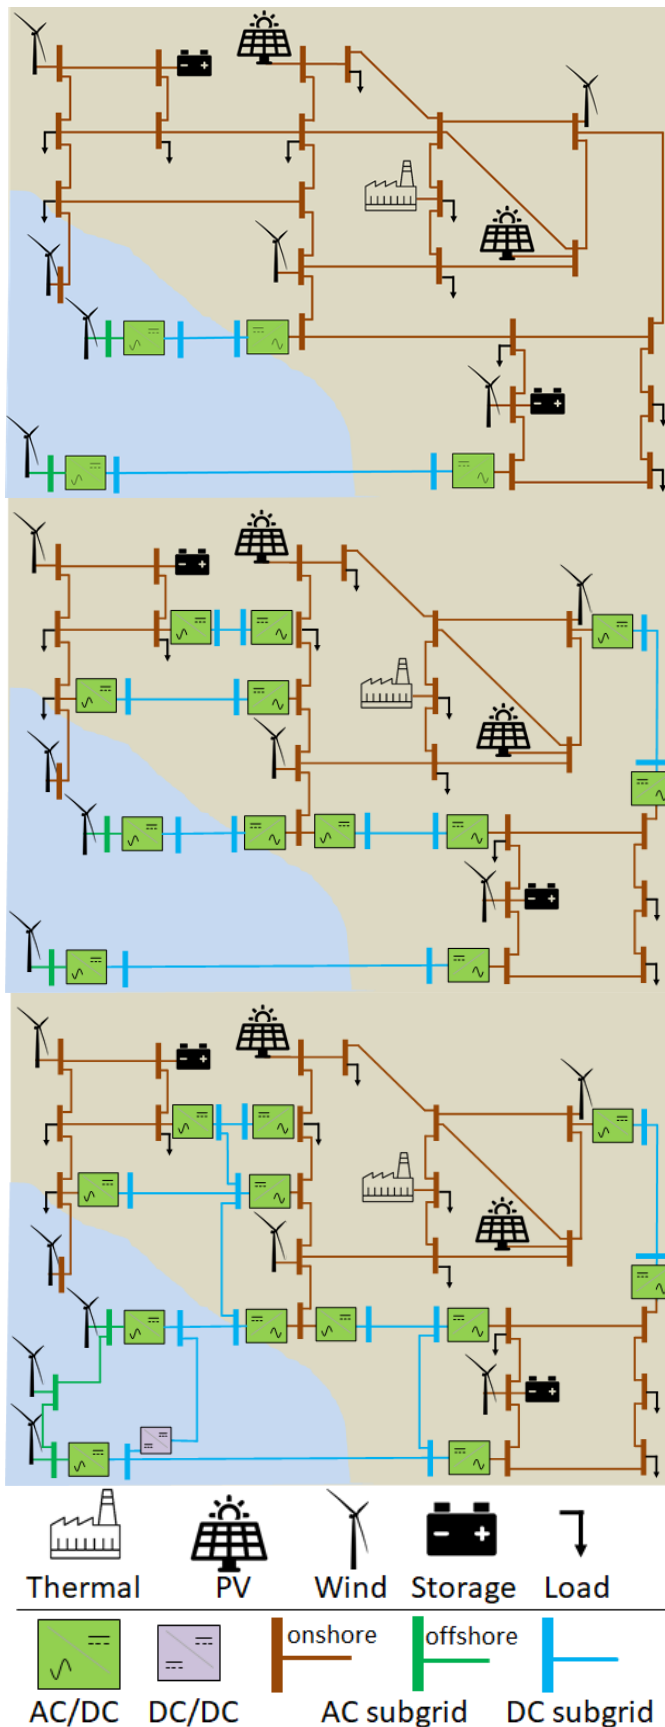 Thermal PV Wind Storage Load
onshore offshore
AC/DC DC/DC AC subgrid DC subgrid